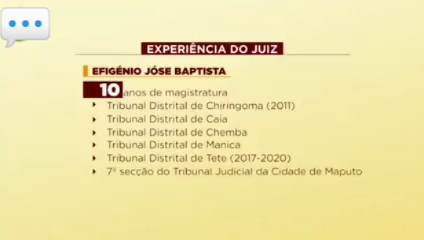 EXPERIÊNCIA DO JUIZ
EFIGÉNIO JÓSE BAPTISTA
10 anos de magistratura
Tribunal Distrital de Chiringoma (2011)
Tribunal Distrital de Caia
Tribunal Distrital de Chemba
Tribunal Distrital de Manica
Tribunal Distrital de Tete (2017-2020)
7ª secção do Tribunal Judicial da Cidade de Maputo